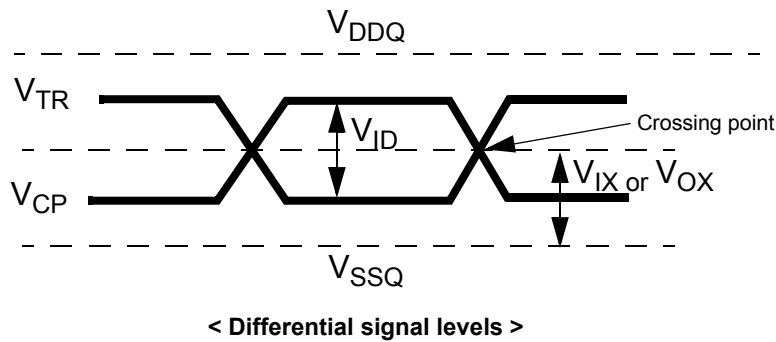 VDDQ
VTR
VID
Crossing point
VCP
VIX or VOX
VSSQ
< Differential signal levels >